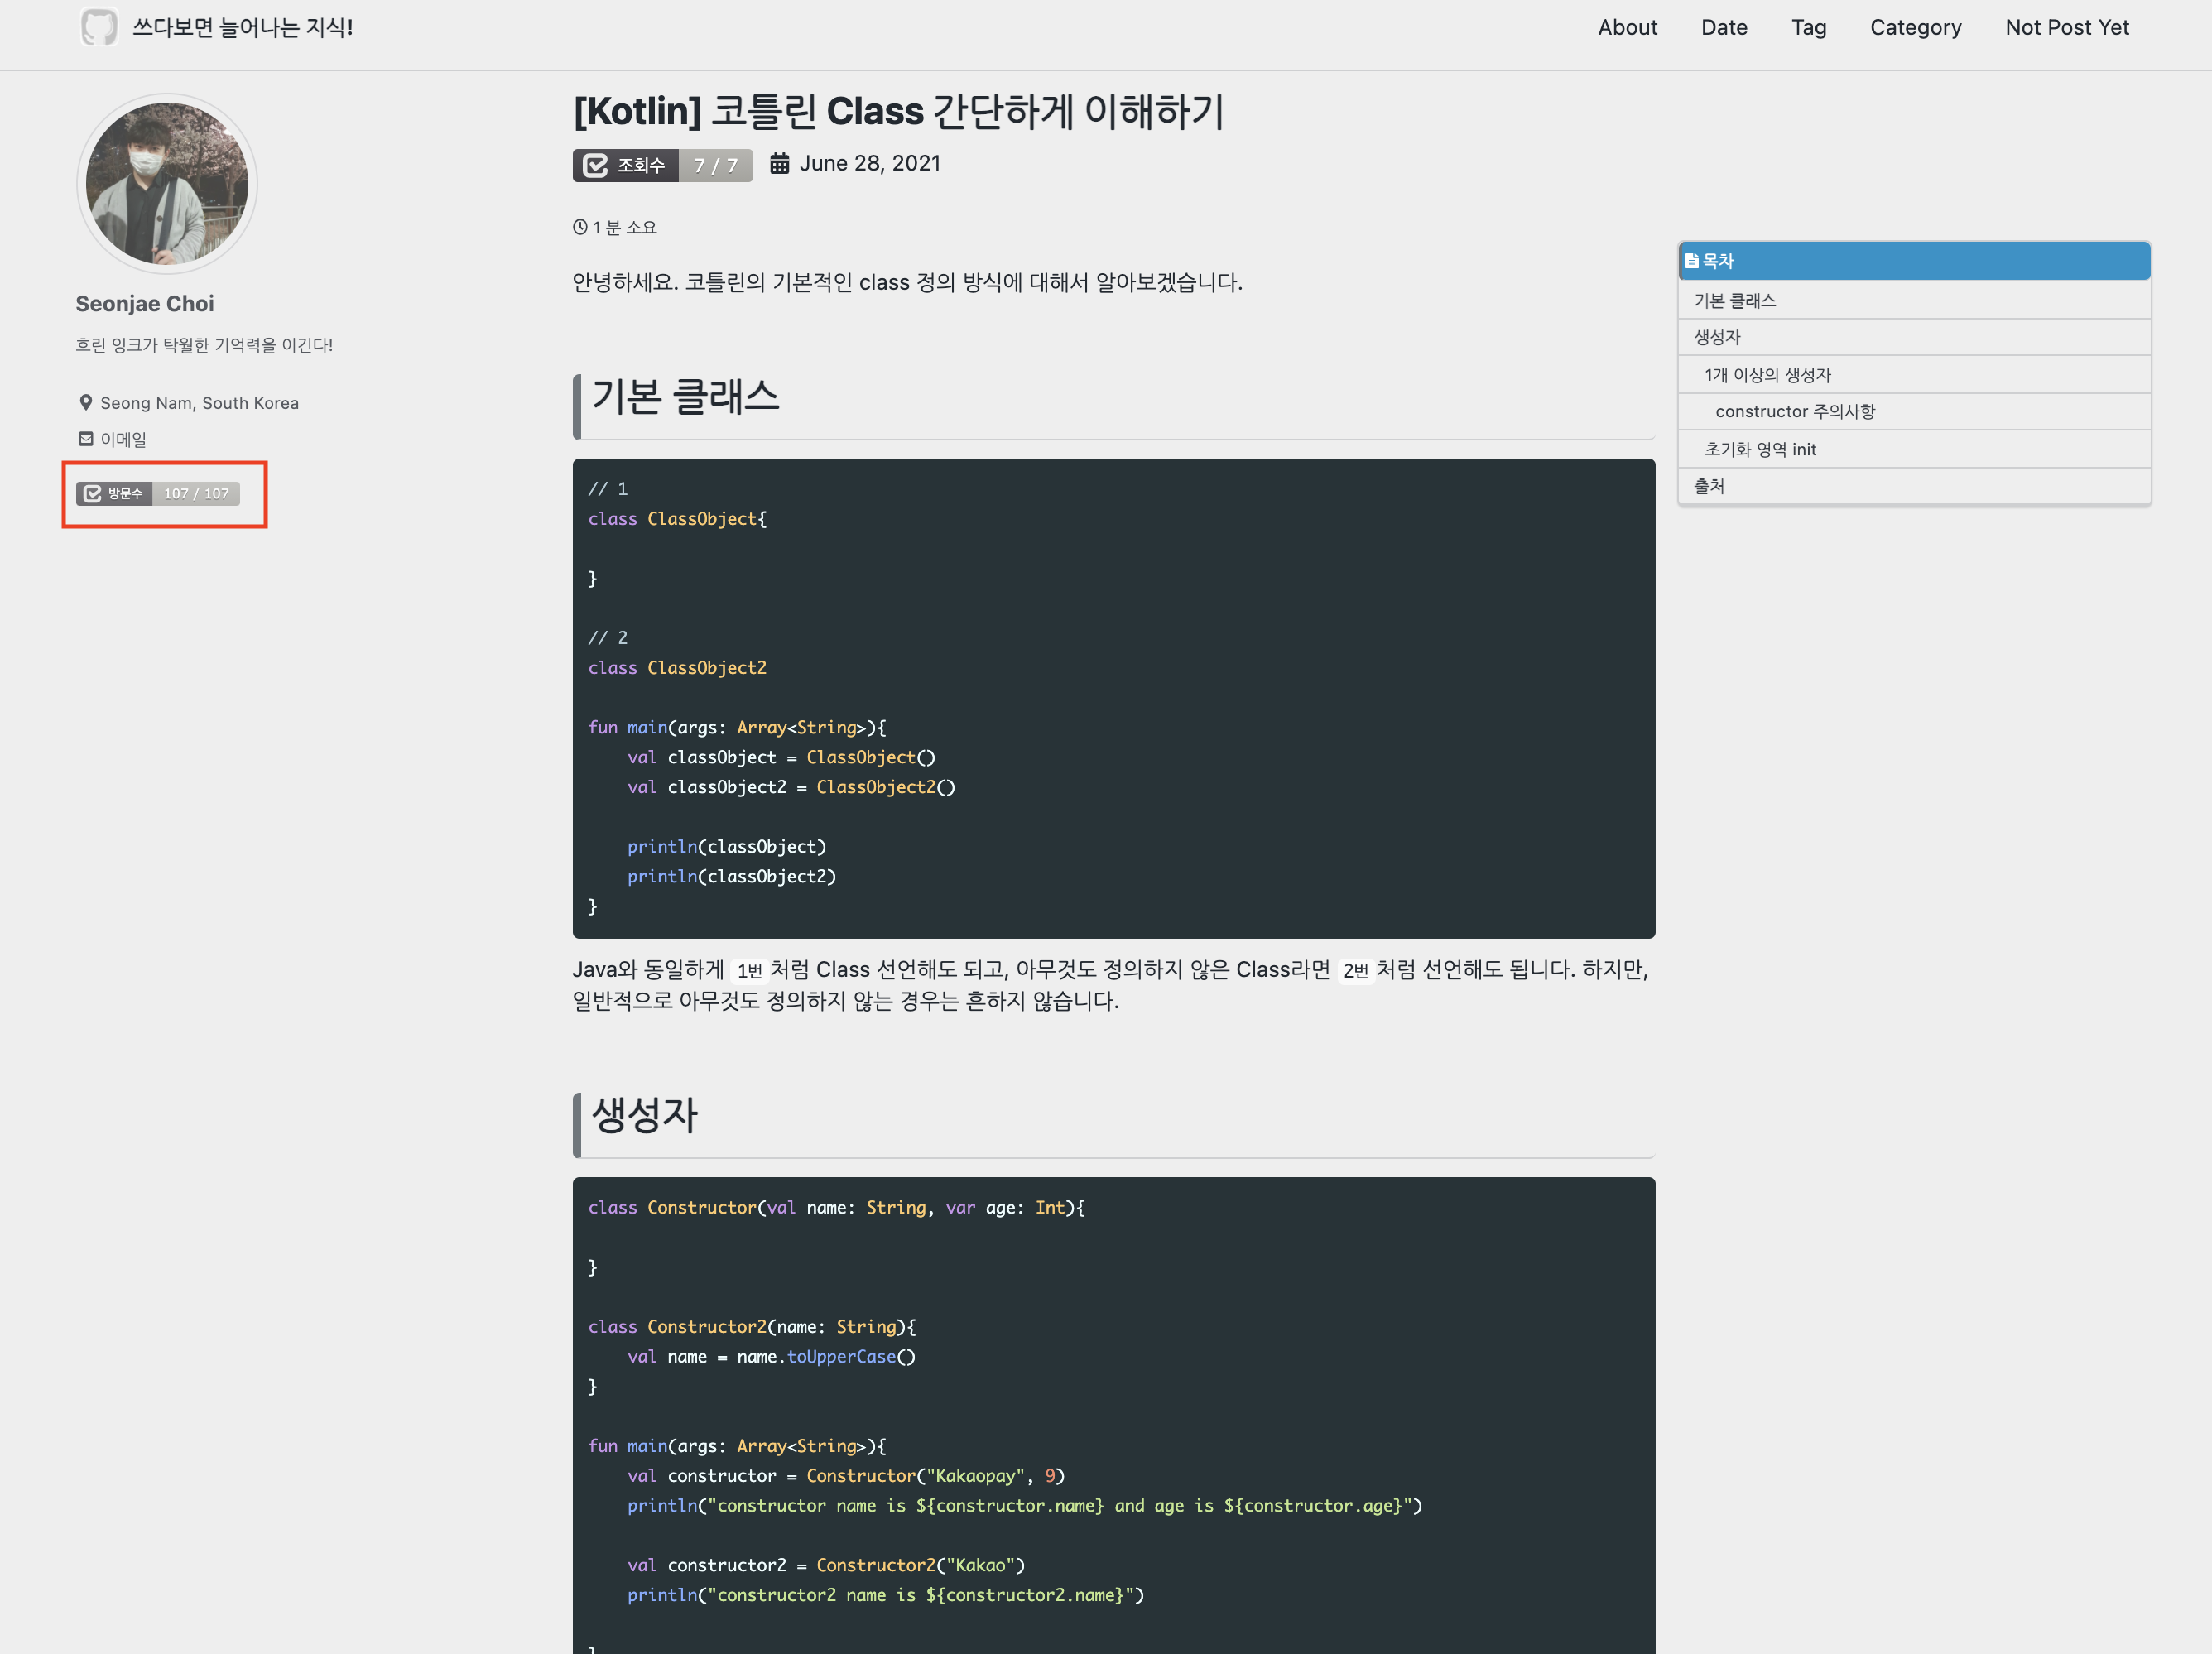 쓰다보면 늘어나는 지식!
About Date Tag Category Not Post Yet
Seonjae Choi
흐린 잉크가 탁월한 기억력을 이긴다!
Seong Nam, South Korea
이메일
방문수 107 / 107
[Kotlin] 코틀린 Class 간단하게 이해하기
조회수 7 / 7 June 28, 2021
1 분 소요
안녕하세요. 코틀린의 기본적인 class 정의 방식에 대해서 알아보겠습니다.
기본 클래스
// 1
class ClassObject{
}
// 2
class ClassObject2
fun main(args: Array<String>){
val classObject = ClassObject()
val classObject2 = ClassObject2()
println(classObject)
println(classObject2)
}
Java와 동일하게 1번 처럼 Class 선언해도 되고, 아무것도 정의하지 않은 Class라면 2번 처럼 선언해도 됩니다. 하지만,
일반적으로 아무것도 정의하지 않는 경우는 흔하지 않습니다.
생성자
class Constructor(val name: String, var age: Int){
}
class Constructor2(name: String){
val name = name.toUpperCase()
}
fun main(args: Array<String>){
val constructor = Constructor("Kakaopay", 9)
println("constructor name is ${constructor.name} and age is ${constructor.age}")
val constructor2 = Constructor2("Kakao")
println("constructor2 name is ${constructor2.name}")
}
목차
기본 클래스
생성자
1개 이상의 생성자
constructor 주의사항
초기화 영역 init
출처